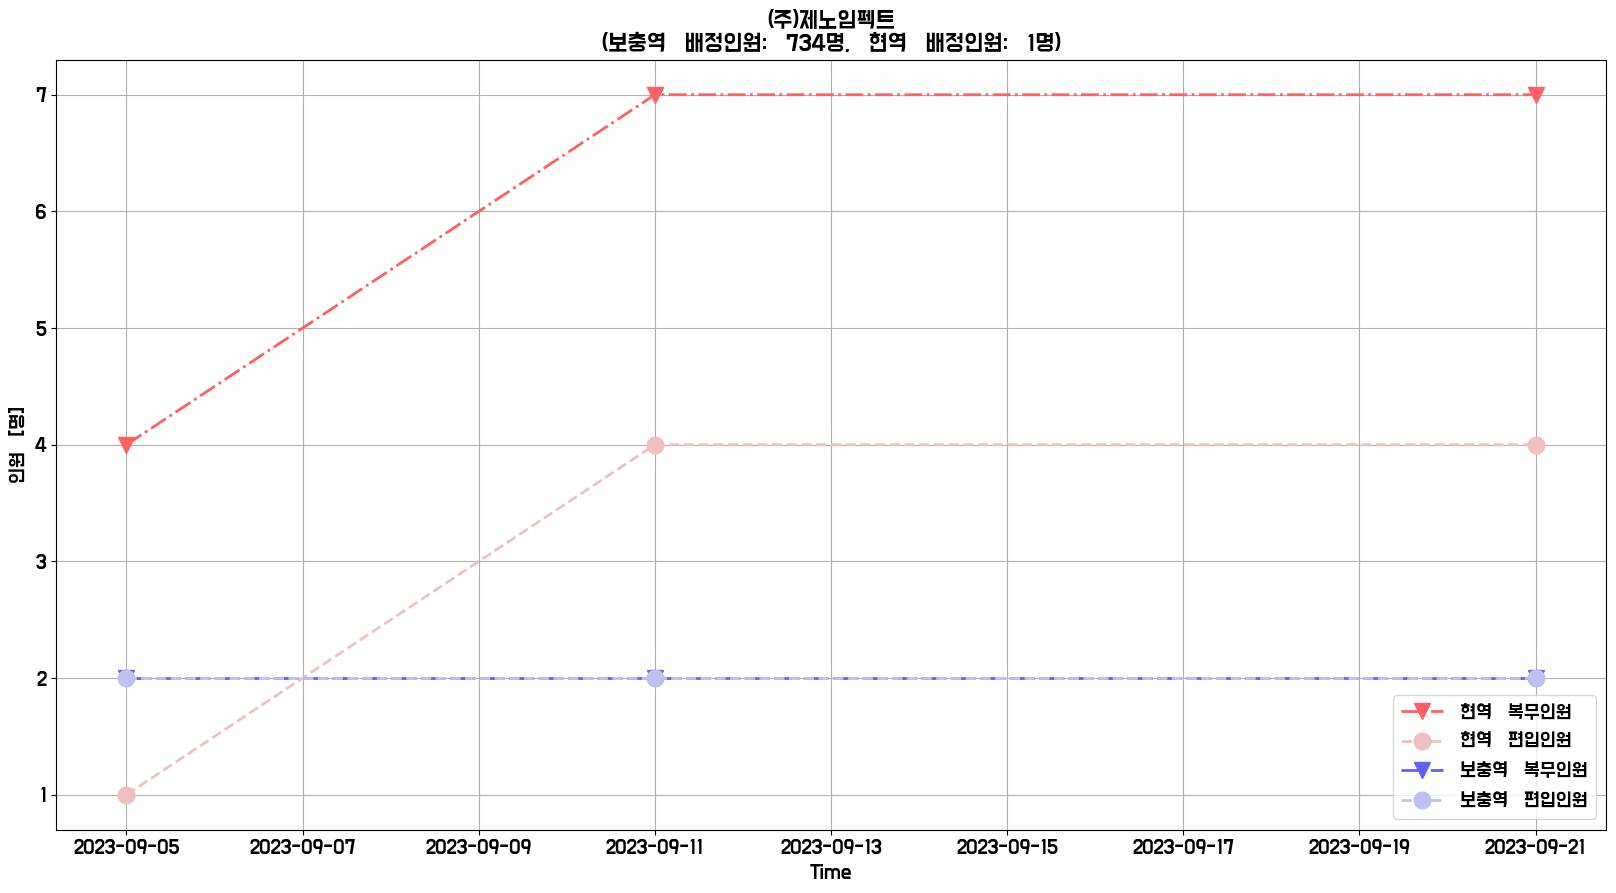 (주)제노임펙트
(보충역 배정인원: 734명, 현역 배정인원: 1명)
인원 [명]
7
6
5
4
3
2
1
현역 복무인원
현역 편입인원
보충역 복무인원
보충역 편입인원
2023-09-05 2023-09-07 2023-09-09 2023-09-11 2023-09-13 2023-09-15 2023-09-17 2023-09-19 2023-09-21
Time